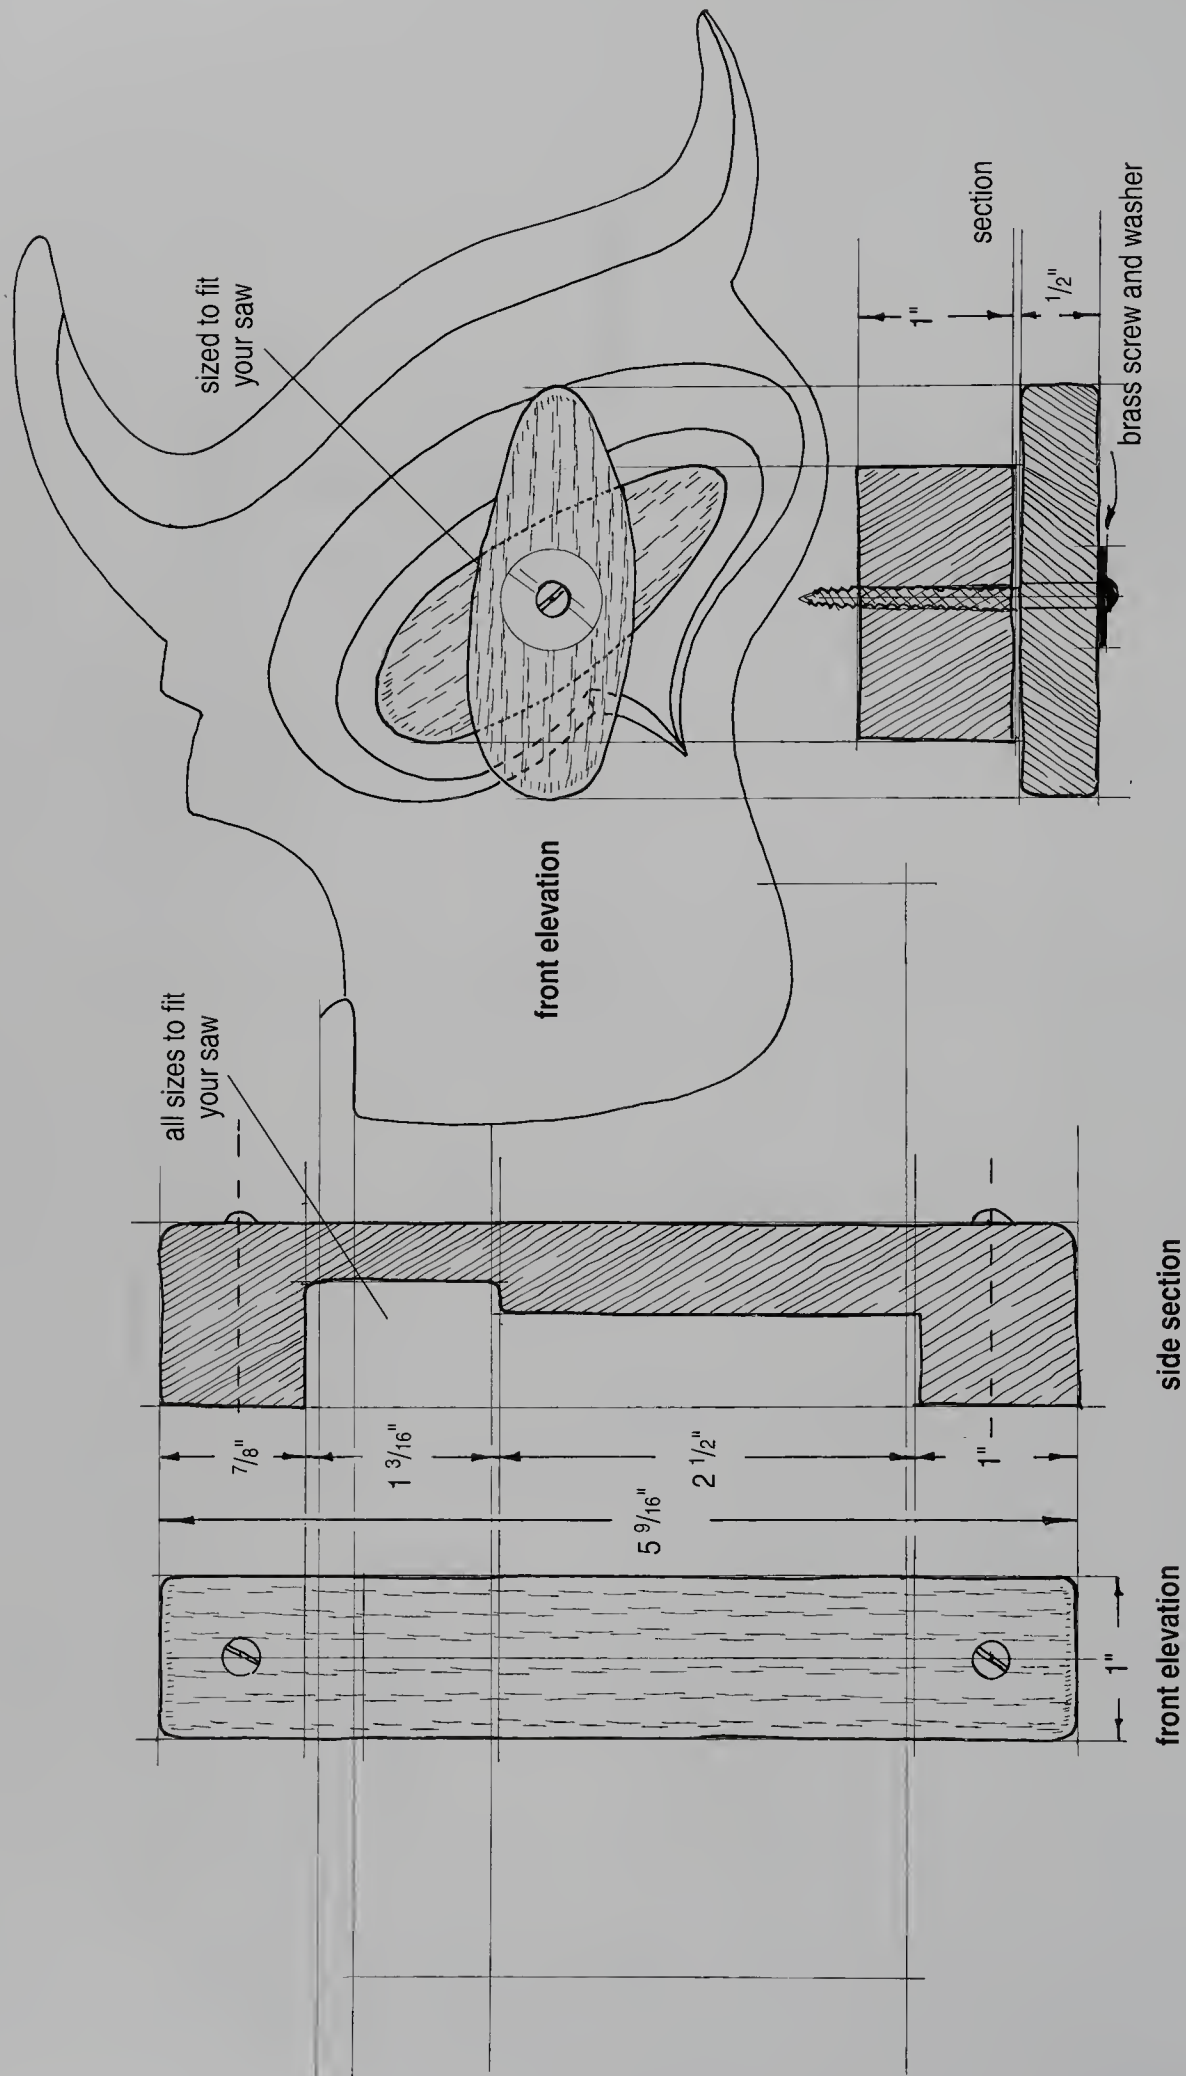 sized to fit
your saw
section
1"
1/2"
brass screw and washer
front elevation
all sizes to fit
your saw
7/8"
1 3/16"
2 1/2"
1"
5 9/16"
side section
1"
front elevation